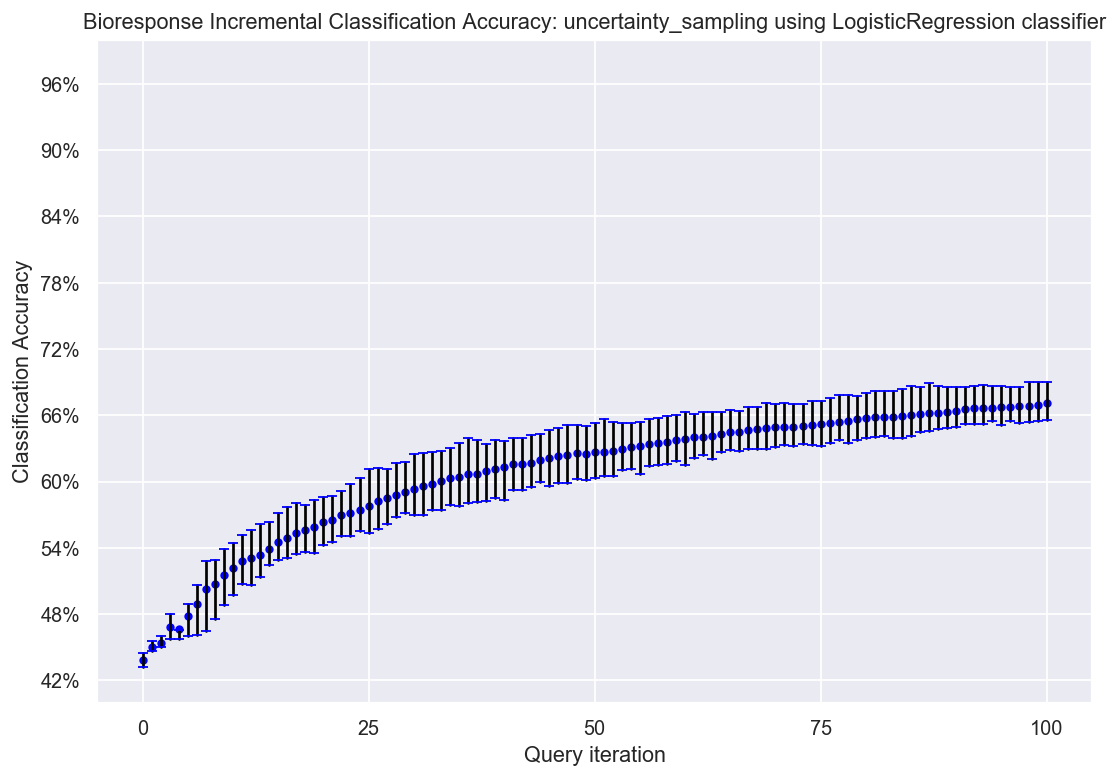 Bioresponse Incremental Classification Accuracy: uncertainty_sampling using LogisticRegression classifier
96%
90%
84%
78%
72%
66%
60%
54%
48%
42%
Classification Accuracy
0 25 50 75 100
Query iteration